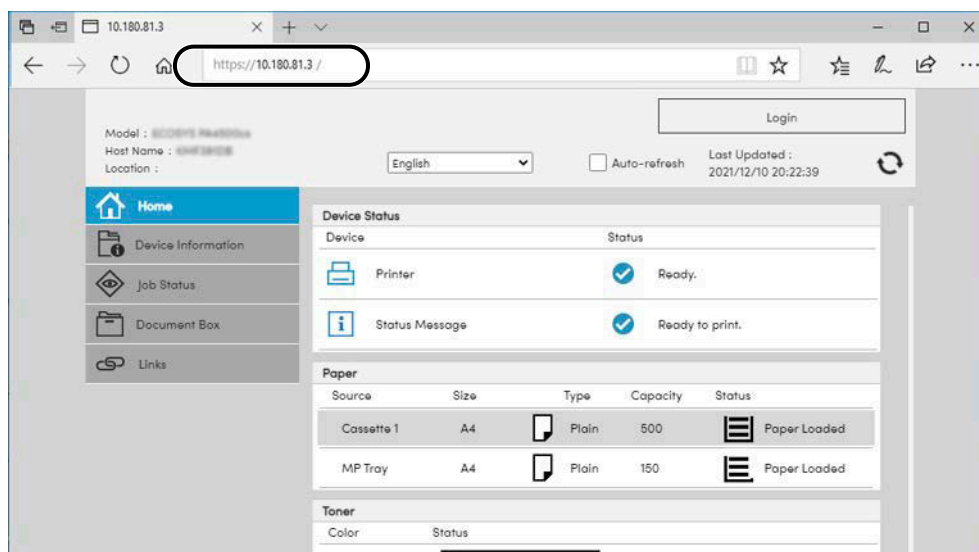 10.180.81.3
https://10.180.81.3 /
Login
Model :
Host Name :
Location :
English
Auto-refresh
Last Updated :
2021/12/10 20:22:39
Home
Device Information
Job Status
Document Box
Links
Device Status
Device Status
Printer Ready.
Status Message Ready to print.
Paper
Source Size Type Capacity Status
Cassette 1 A4 Plain 500 Paper Loaded
MP Tray A4 Plain 150 Paper Loaded
Toner
Color Status